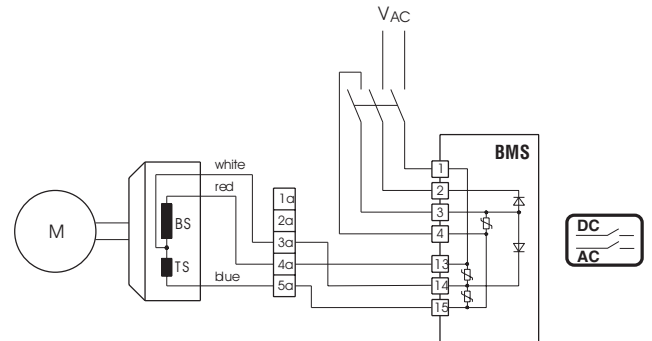 VAC
BMS
1
2
3
4
13
14
15
white
red
blue
1a
2a
3a
4a
5a
M
BS
TS
DC
AC